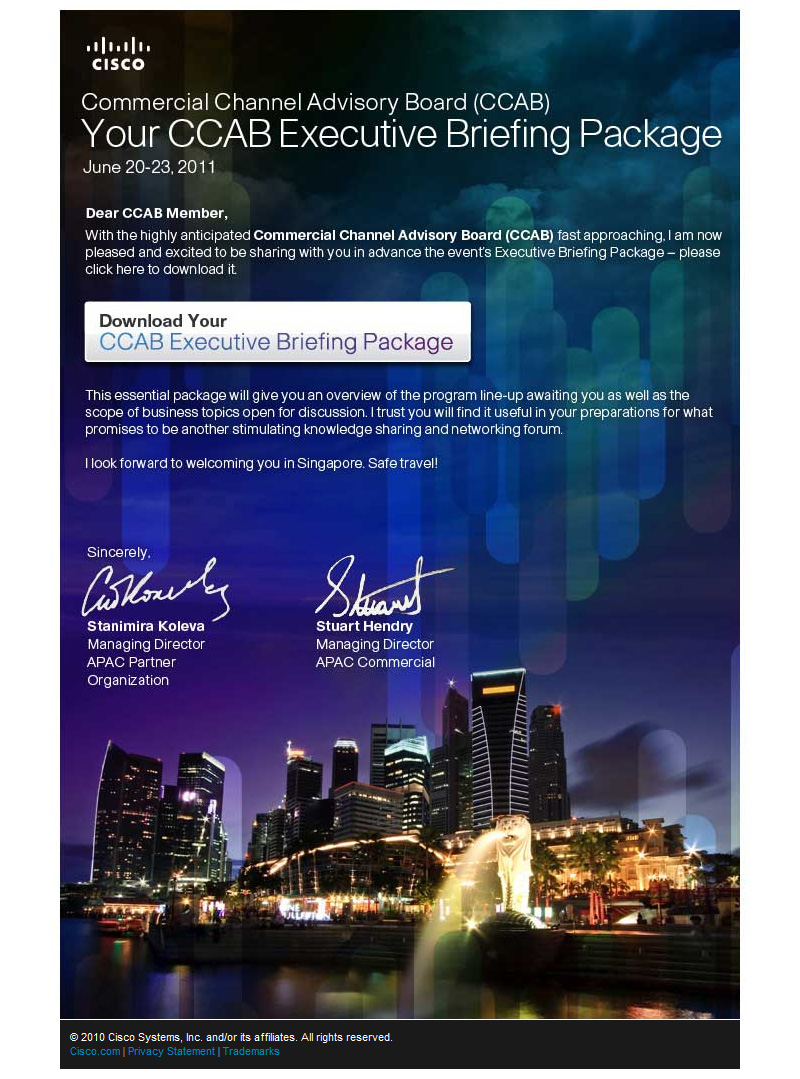 CISCO
Commercial Channel Advisory Board (CCAB)
Your CCAB Executive Briefing Package
June 20-23, 2011
Dear CCAB Member,
With the highly anticipated Commercial Channel Advisory Board (CCAB) fast approaching, I am now
pleased and excited to be sharing with you in advance the event's Executive Briefing Package – please
click here to download it.
Download Your
CCAB Executive Briefing Package
This essential package will give you an overview of the program line-up awaiting you as well as the
scope of business topics open for discussion. I trust you will find it useful in your preparations for what
promises to be another stimulating knowledge sharing and networking forum.
I look forward to welcoming you in Singapore. Safe travel!
Sincerely,
Stanimira Koleva
Managing Director
APAC Partner
Organization
Stuart
Stuart Hendry
Managing Director
APAC Commercial
© 2010 Cisco Systems, Inc. and/or its affiliates. All rights reserved.
Cisco.com | Privacy Statement | Trademarks